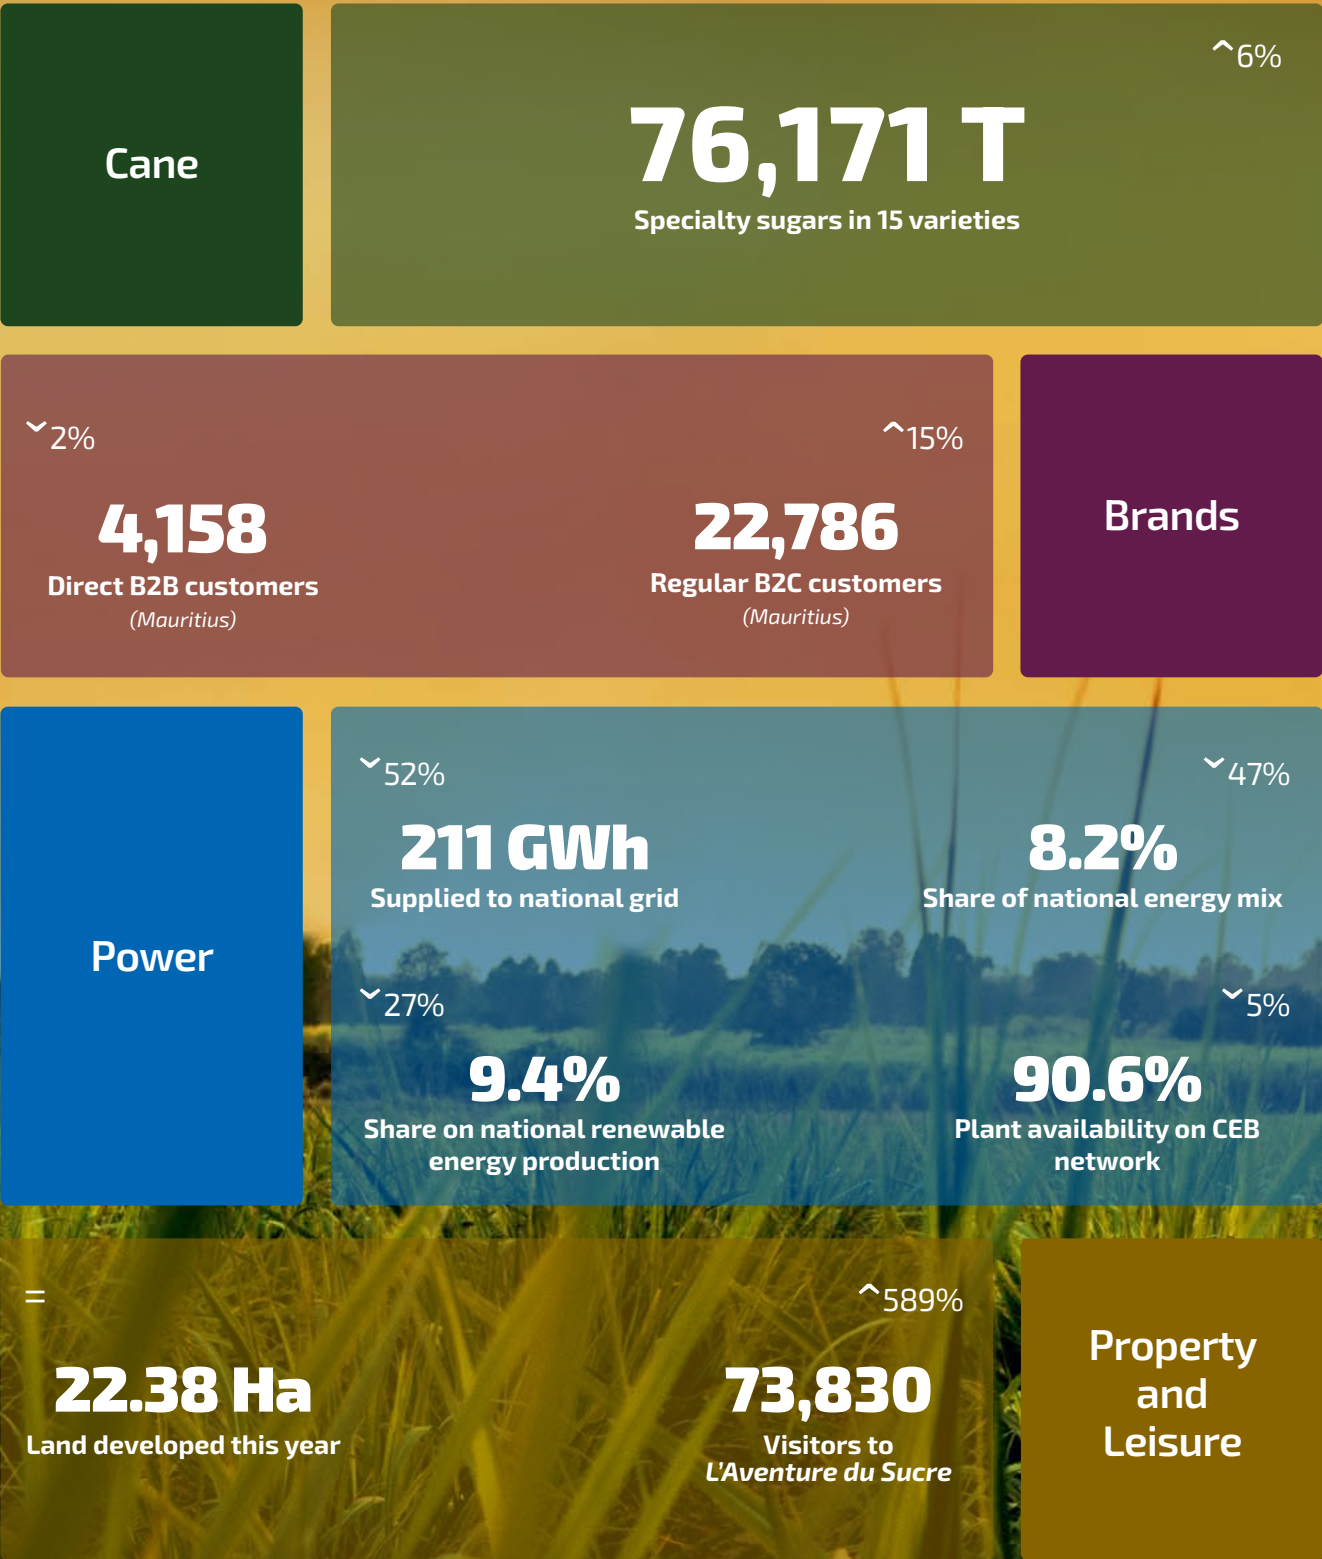 Cane
^6%
76,171 T
Specialty sugars in 15 varieties
˅2%
4,158
Direct B2B customers
(Mauritius)
^15%
22,786
Regular B2C customers
(Mauritius)
Brands
Power
˅52%
211 GWh
Supplied to national grid
˅47%
8.2%
Share of national energy mix
˅27%
9.4%
Share on national renewable
energy production
˅5%
90.6%
Plant availability on CEB
network
=
22.38 Ha
Land developed this year
^589%
73,830
Visitors to
L’Aventure du Sucre
Property
and
Leisure